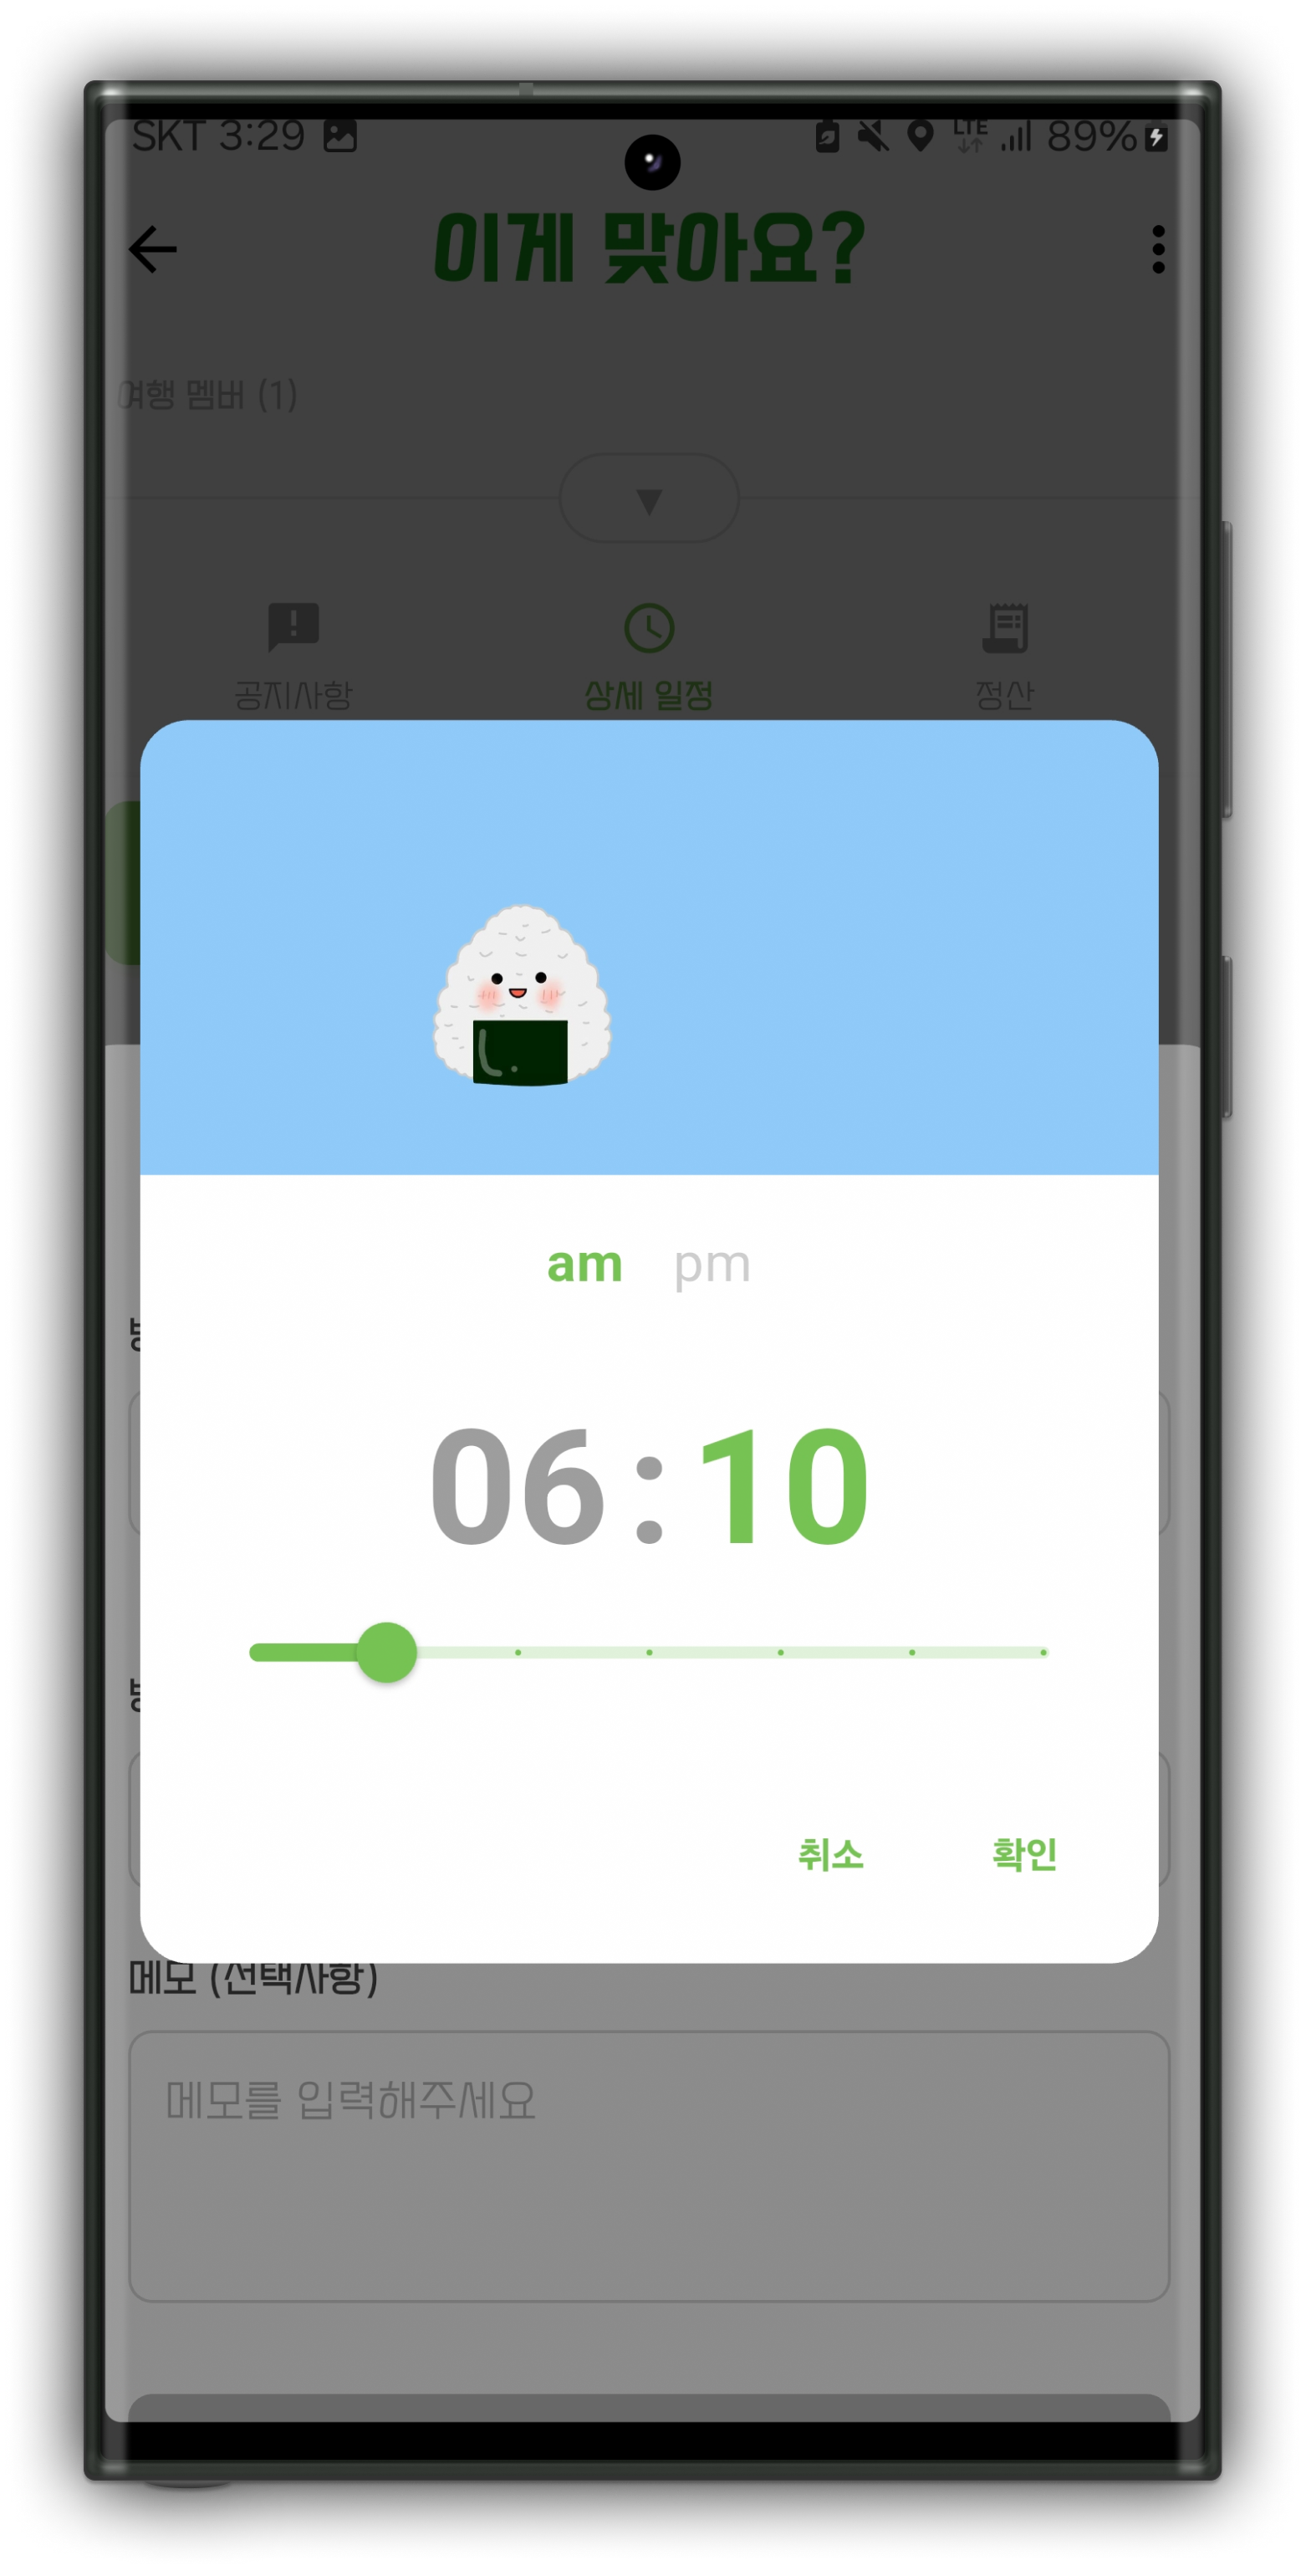 SKT 3:29
LTE 89%
이게 맞아요?
여행 멤버 (1)
공지사항
상세 일정
정산
am pm
06:10
취소 확인
메모 (선택사항)
메모를 입력해주세요